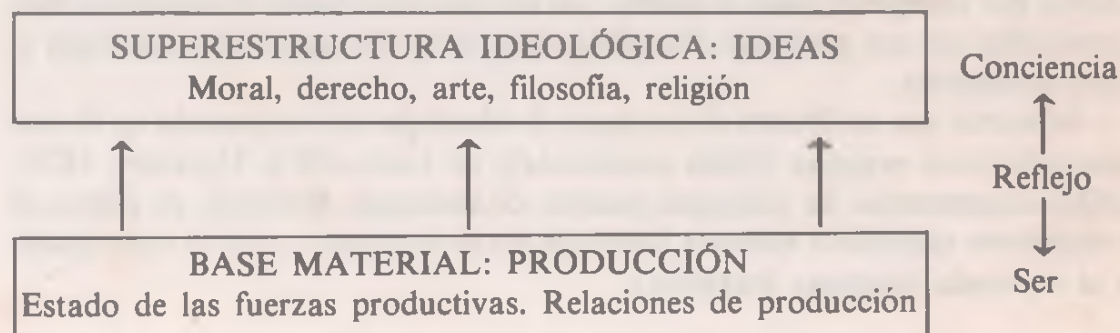 SUPERESTRUCTURA IDEOLÓGICA: IDEAS
Moral, derecho, arte, filosofía, religión
Conciencia
Reflejo
Ser
BASE MATERIAL: PRODUCCIÓN
Estado de las fuerzas productivas. Relaciones de producción